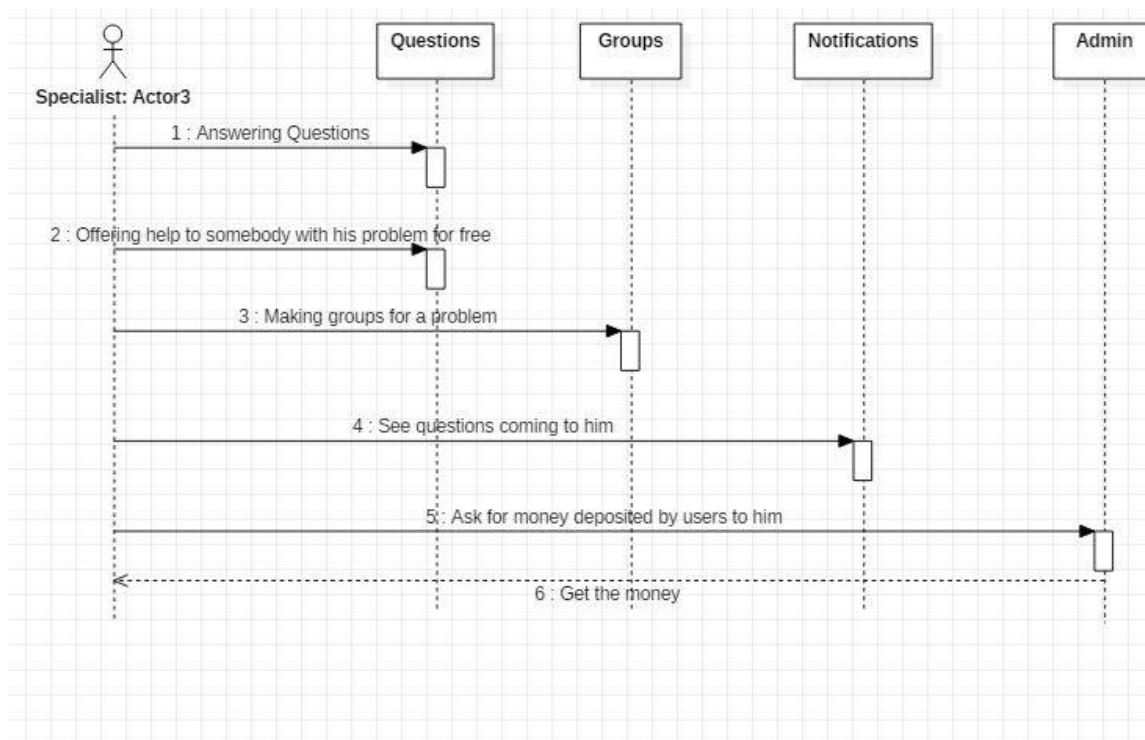 Questions
Groups
Notifications
Admin
Specialist: Actor3
1 : Answering Questions
2 : Offering help to somebody with his problem for free
3 : Making groups for a problem
4 : See questions coming to him
5 : Ask for money deposited by users to him
6 : Get the money